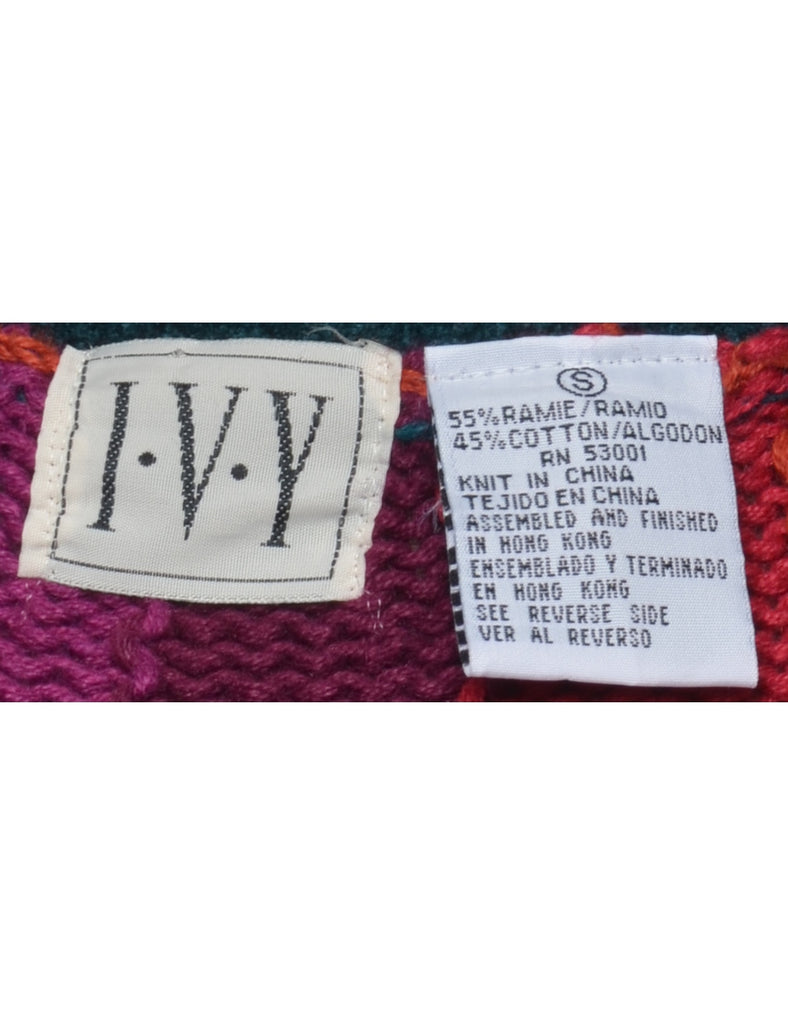 I·V·Y
S
55% RAMIE/RAMIO
45% COTTON/ALGODON
RN 53001
KNIT IN CHINA
TEJIDO EN CHINA
ASSEMBLED AND FINISHED
IN HONG KONG
ENSEMBLADO Y TERMINADO
EN HONG KONG
SEE REVERSE SIDE
VER AL REVERSO